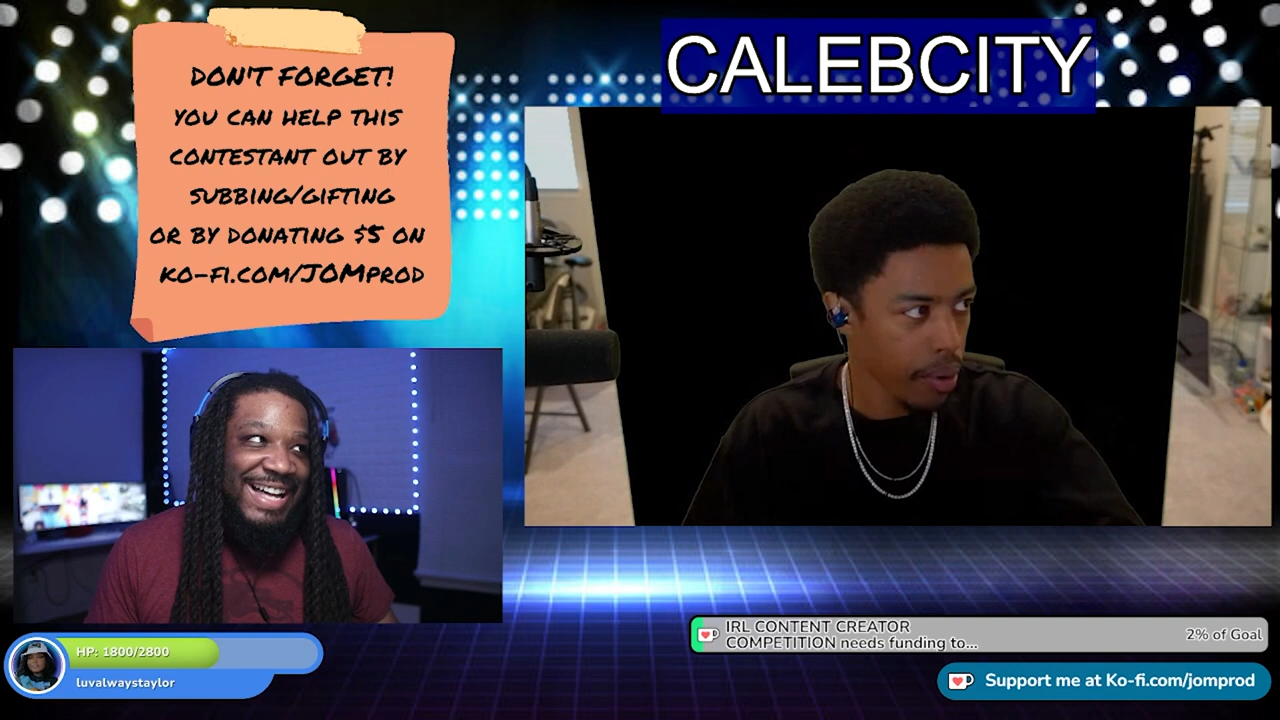 DON'T FORGET!
YOU CAN HELP THIS
CONTESTANT OUT BY
SUBBING/GIFTING
OR BY DONATING $5 ON
KO-FI.COM/JOMPROD
CALEBCITY
HP: 1800/2800
luvalwaystaylor
IRL CONTENT CREATOR
COMPETITION needs funding to...
2% of Goal
Support me at Ko-fi.com/jomprod